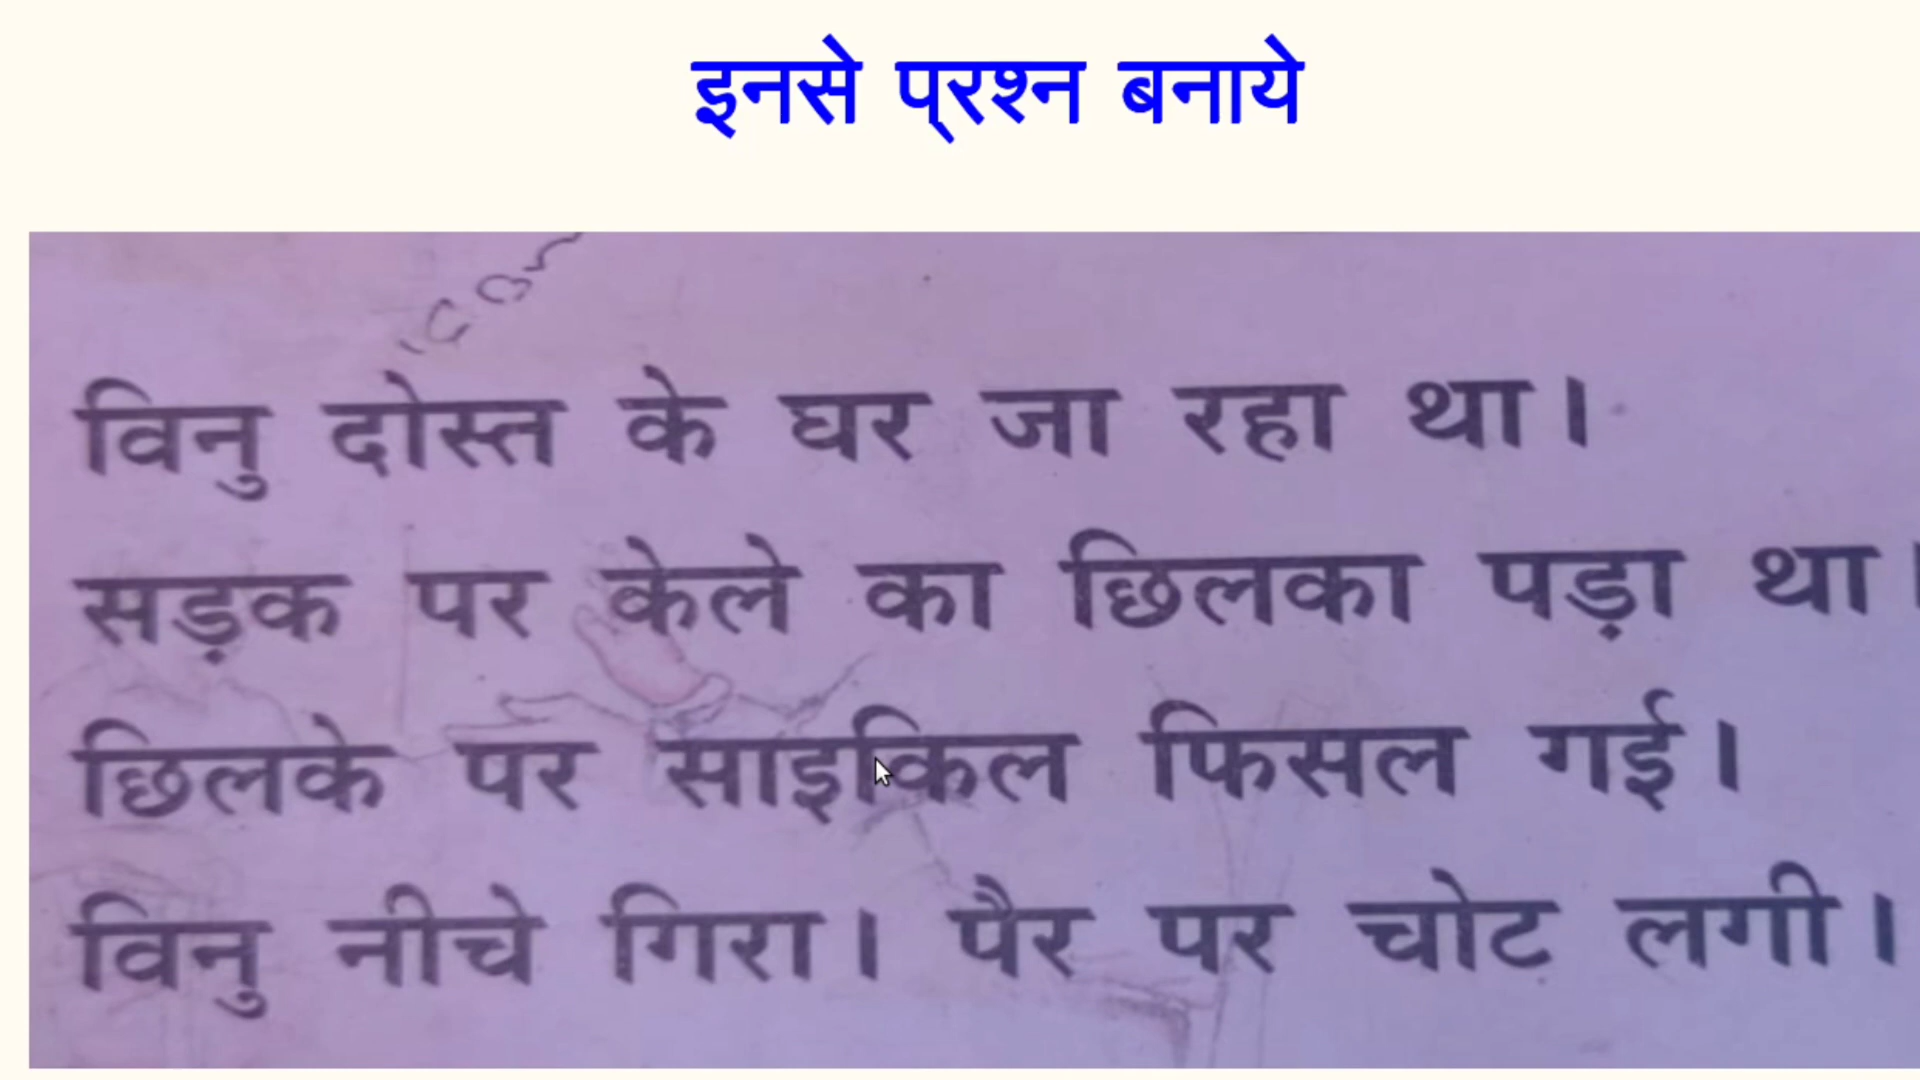 इनसे प्रश्न बनाये
विनु दोस्त के घर जा रहा था।
सड़क पर केले का छिलका पड़ा था।
छिलके पर साइकिल फिसल गई।
विनु नीचे गिरा। पैर पर चोट लगी।